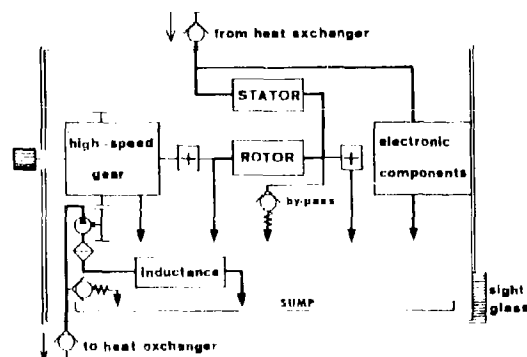 from heat exchanger
STATOR
high-speed
gear
ROTOR
electronic
components
by-pass
Inductance
SUMP
sight
glass
to heat exchanger